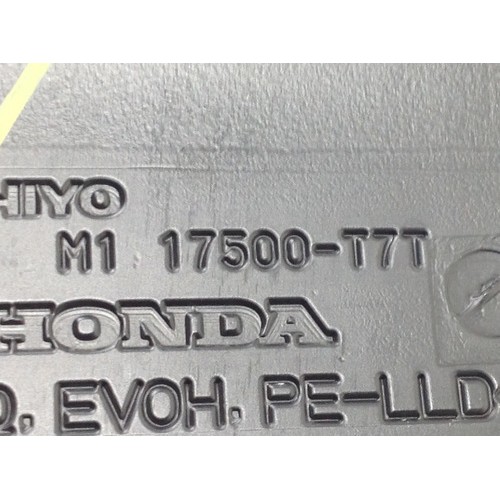 HIYO
M1 17500-T7T
HONDA
Q, EVOH, PE-LLD